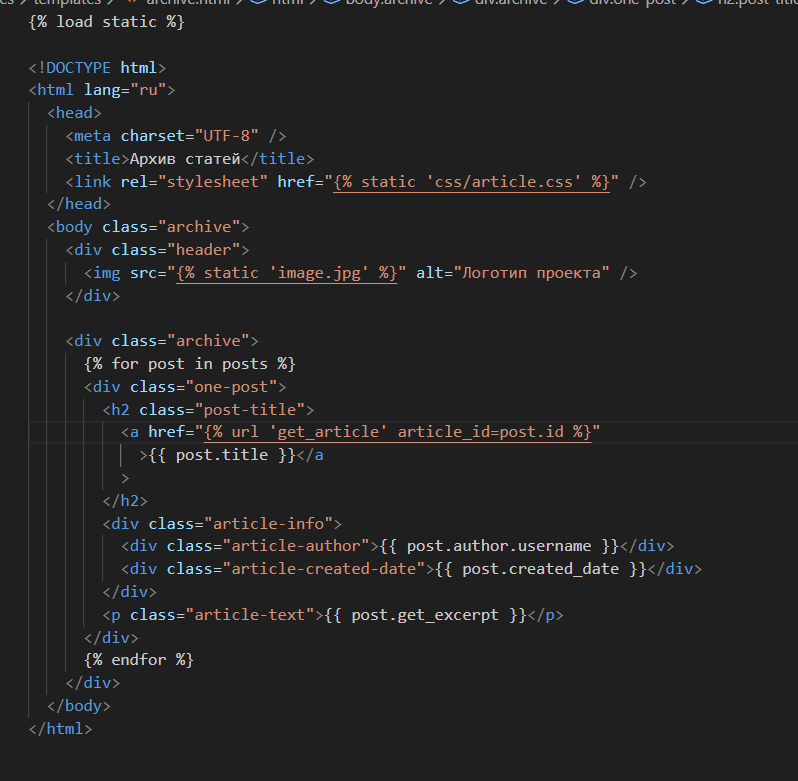 templates > archive.html > html > body.archive > div.archive > div.one-post > h2.post-title
{% load static %}
<!DOCTYPE html>
<html lang="ru">
<head>
<meta charset="UTF-8" />
<title>Архив статей</title>
<link rel="stylesheet" href="{% static 'css/article.css' %}" />
</head>
<body class="archive">
<div class="header">
<img src="{% static 'image.jpg' %}" alt="Логотип проекта" />
</div>
<div class="archive">
{% for post in posts %}
<div class="one-post">
<h2 class="post-title">
<a href="{% url 'get_article' article_id=post.id %}"
>{{ post.title }}</a
>
</h2>
<div class="article-info">
<div class="article-author">{{ post.author.username }}</div>
<div class="article-created-date">{{ post.created_date }}</div>
</div>
<p class="article-text">{{ post.get_excerpt }}</p>
</div>
{% endfor %}
</div>
</body>
</html>